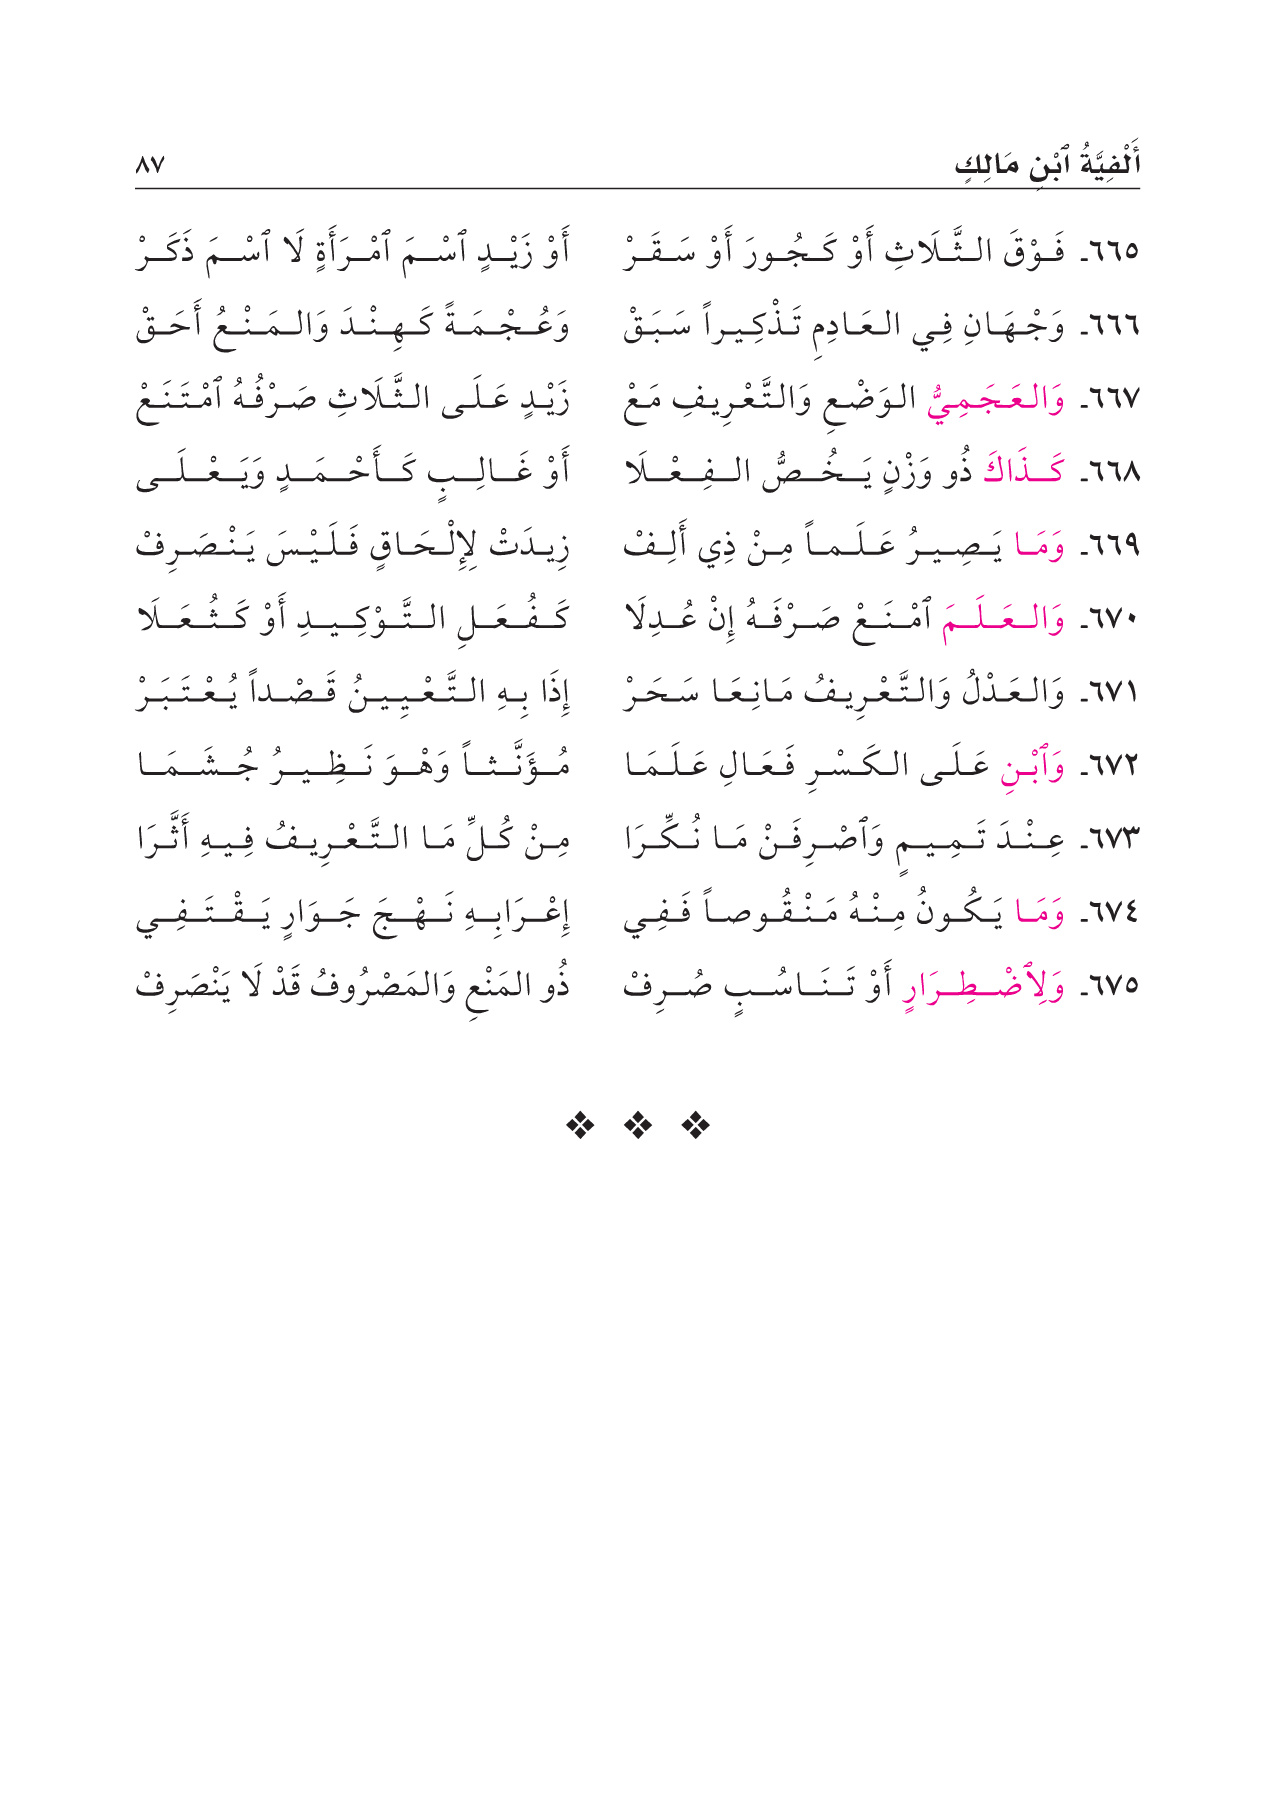 أَلْفِيَّةُ ٱبْنِ مَالِكٍ ٨٧
٦٦٥ـ فَوْقَ الثَّلَاثِ أَوْ كَجُورَ أَوْ سَقَرْ أَوْ زَيْدٍ ٱسْمَ ٱمْرَأَةٍ لَا ٱسْمَ ذَكَرْ
٦٦٦ـ وَجْهَانِ فِي العَادِمِ تَذْكِيراً سَبَقْ وَعُجْمَةً كَهِنْدَ وَالمَنْعُ أَحَقْ
٦٦٧ـ وَالعَجَمِيُّ الوَضْعِ وَالتَّعْرِيفِ مَعْ زَيْدٍ عَلَى الثَّلَاثِ صَرْفُهُ ٱمْتَنَعْ
٦٦٨ـ كَذَاكَ ذُو وَزْنٍ يَخُصُّ الفِعْلَا أَوْ غَالِبٍ كَأَحْمَدٍ وَيَعْلَى
٦٦٩ـ وَمَا يَصِيرُ عَلَماً مِنْ ذِي أَلِفْ زِيدَتْ لِإِلْحَاقٍ فَلَيْسَ يَنْصَرِفْ
٦٧٠ـ وَالعَلَمَ ٱمْنَعْ صَرْفَهُ إِنْ عُدِلَا كَفُعَلِ التَّوْكِيدِ أَوْ كَثُعَلَا
٦٧١ـ وَالعَدْلُ وَالتَّعْرِيفُ مَانِعَا سَحَرْ إِذَا بِهِ التَّعْيِينُ قَصْداً يُعْتَبَرْ
٦٧٢ـ وَٱبْنِ عَلَى الكَسْرِ فَعَالِ عَلَمَا مُؤَنَّثاً وَهْوَ نَظِيرُ جُشَمَا
٦٧٣ـ عِنْدَ تَمِيمٍ وَٱصْرِفَنْ مَا نُكِّرَا مِنْ كُلِّ مَا التَّعْرِيفُ فِيهِ أَثَّرَا
٦٧٤ـ وَمَا يَكُونُ مِنْهُ مَنْقُوصاً فَفِي إِعْرَابِهِ نَهْجَ جَوَارٍ يَقْتَفِي
٦٧٥ـ وَلِٱضْطِرَارٍ أَوْ تَنَاسُبٍ صُرِفْ ذُو المَنْعِ وَالمَصْرُوفُ قَدْ لَا يَنْصَرِفْ